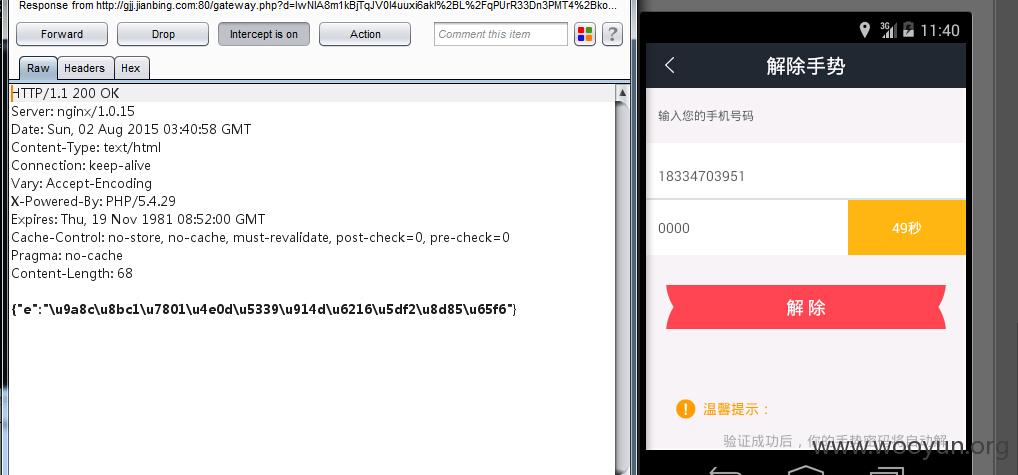 Response from http://gjj.jianbing.com:80/gateway.php?d=
Forward
Drop
Intercept is on
Action
Comment this item
?
Raw
Headers
Hex
HTTP/1.1 200 OK
Server: nginx/1.0.15
Date: Sun, 02 Aug 2015 03:40:58 GMT
Content-Type: text/html
Connection: keep-alive
Vary: Accept-Encoding
X-Powered-By: PHP/5.4.29
Expires: Thu, 19 Nov 1981 08:52:00 GMT
Cache-Control: no-store, no-cache, must-revalidate, post-check=0, pre-check=0
Pragma: no-cache
Content-Length: 68
{"e":"\u9a8c\u8bc1\u7801\u4e0d\u5339\u914d\u6216\u5df2\u8d85\u65f6"}
3G
11:40
解除手势
输入您的手机号码
18334703951
0000
49秒
解 除
!
温馨提示：
验证成功后，你的手势密码将自动解
www.wooyun.org